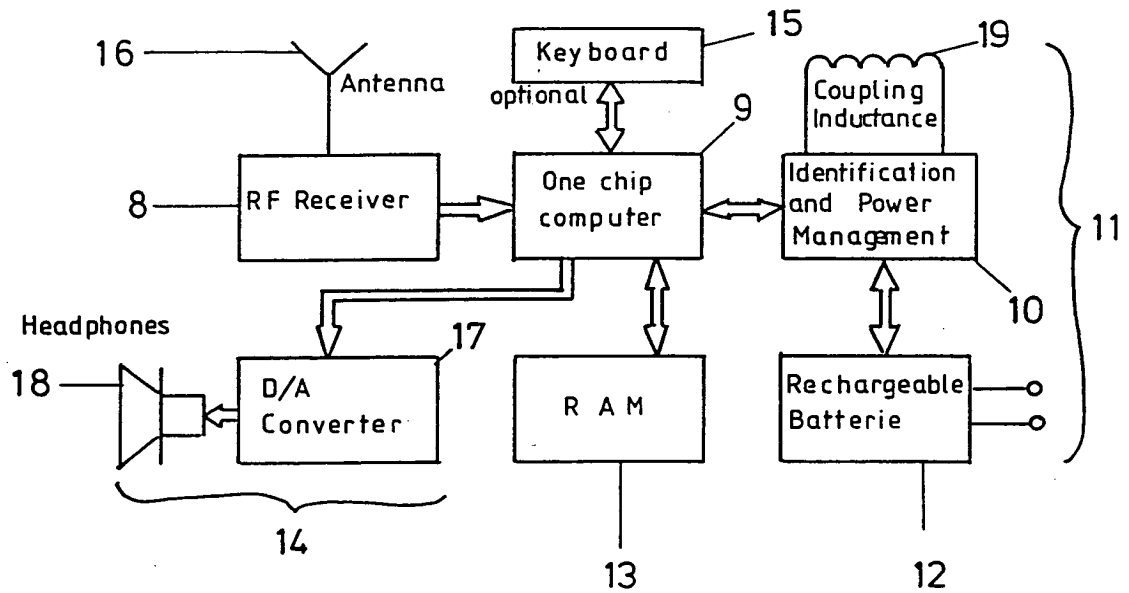 16
Antenna
Keyboard
15
optional
9
19
Coupling
Inductance
8
RF Receiver
One chip
computer
Identification
and Power
Management
11
10
Headphones
18
17
D/A
Converter
RAM
Rechargeable
Batterie
14
13
12